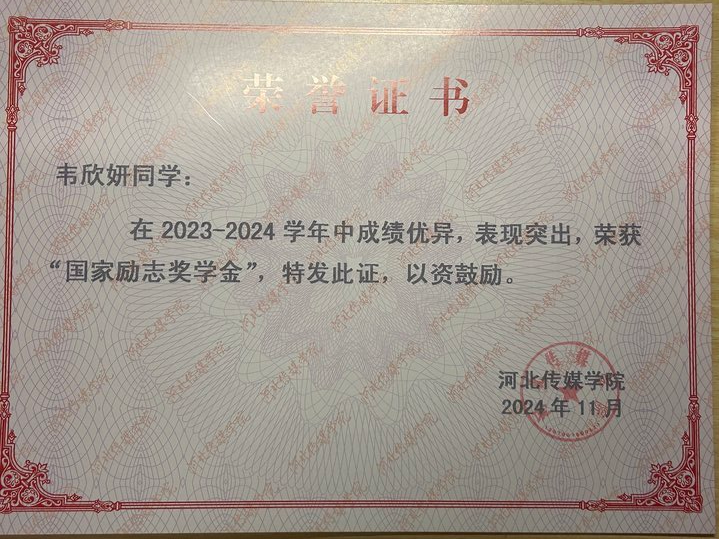 荣誉证书
韦欣妍同学：
在 2023-2024 学年中成绩优异，表现突出，荣获
“国家励志奖学金”，特发此证，以资鼓励。
河北传媒学院
2024 年 11 月